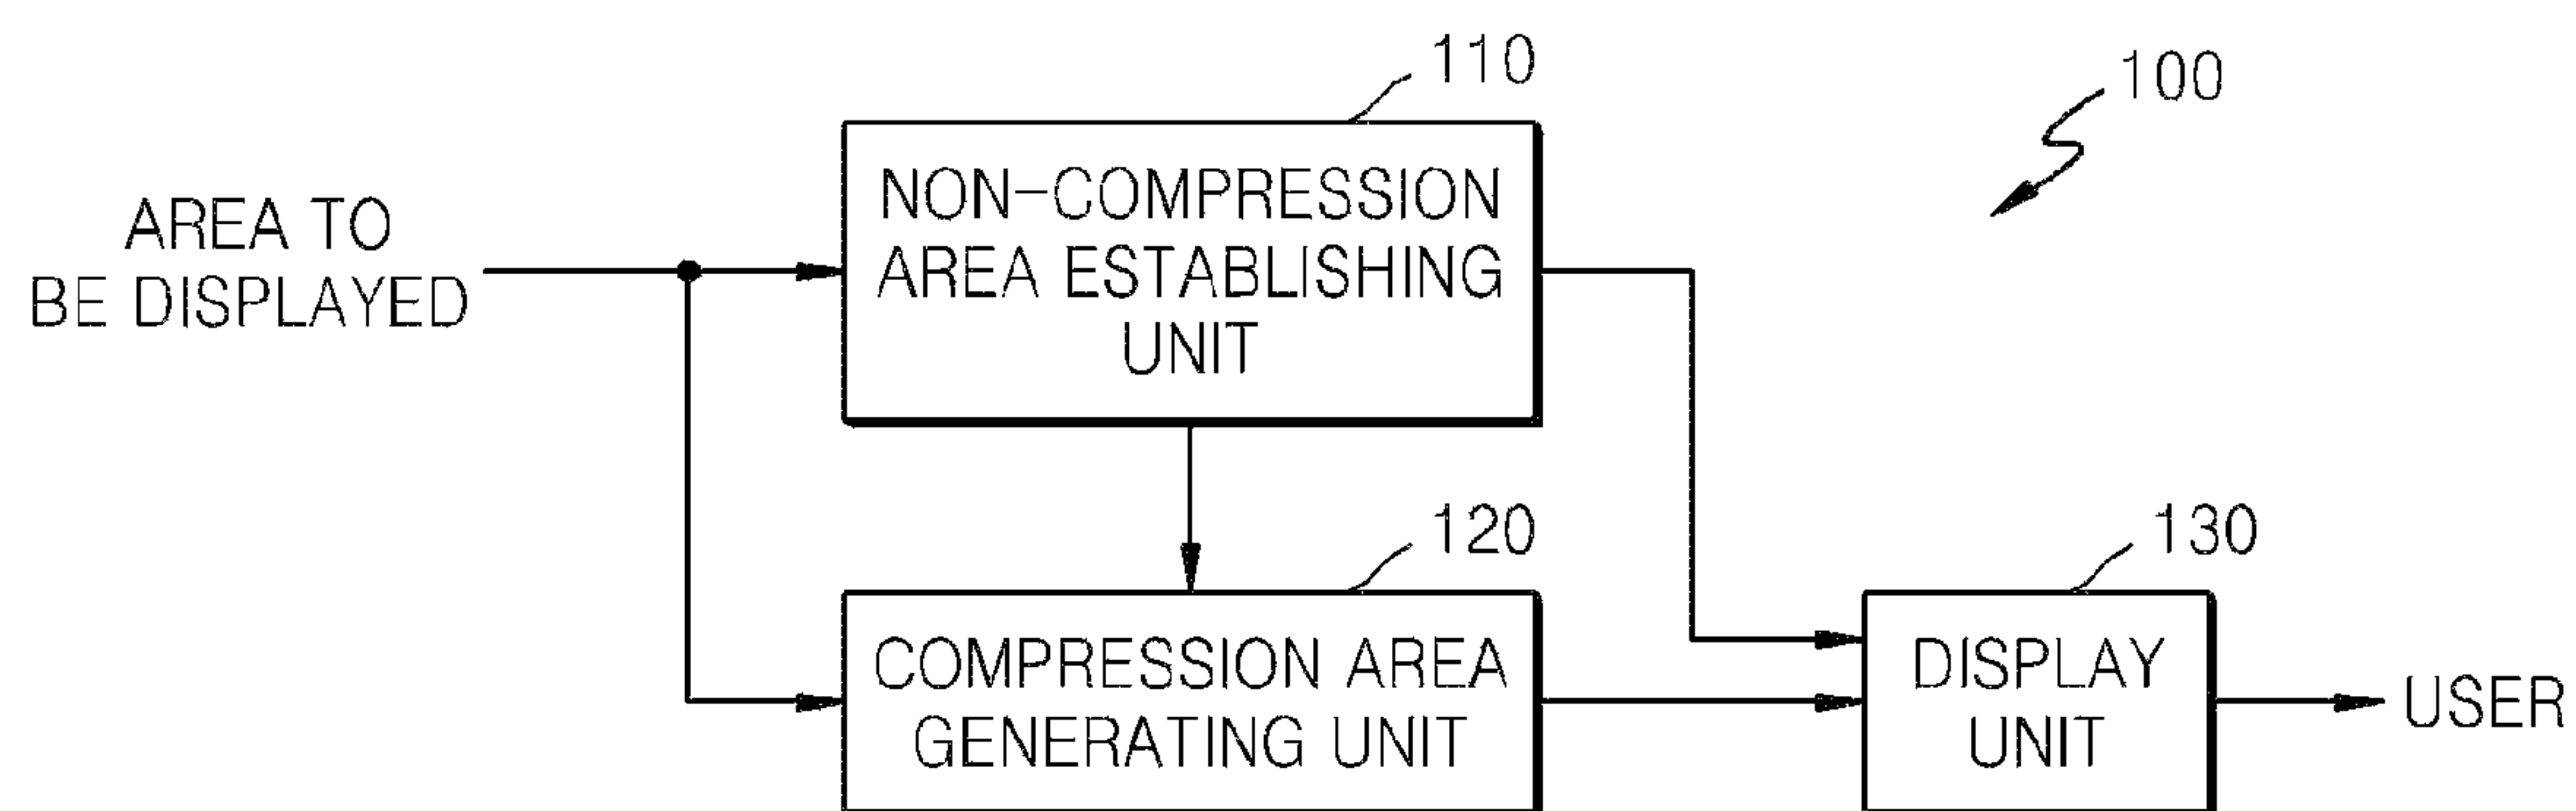 110
100
NON-COMPRESSION
AREA ESTABLISHING
UNIT
AREA TO
BE DISPLAYED
120
130
COMPRESSION AREA
GENERATING UNIT
DISPLAY
UNIT
USER